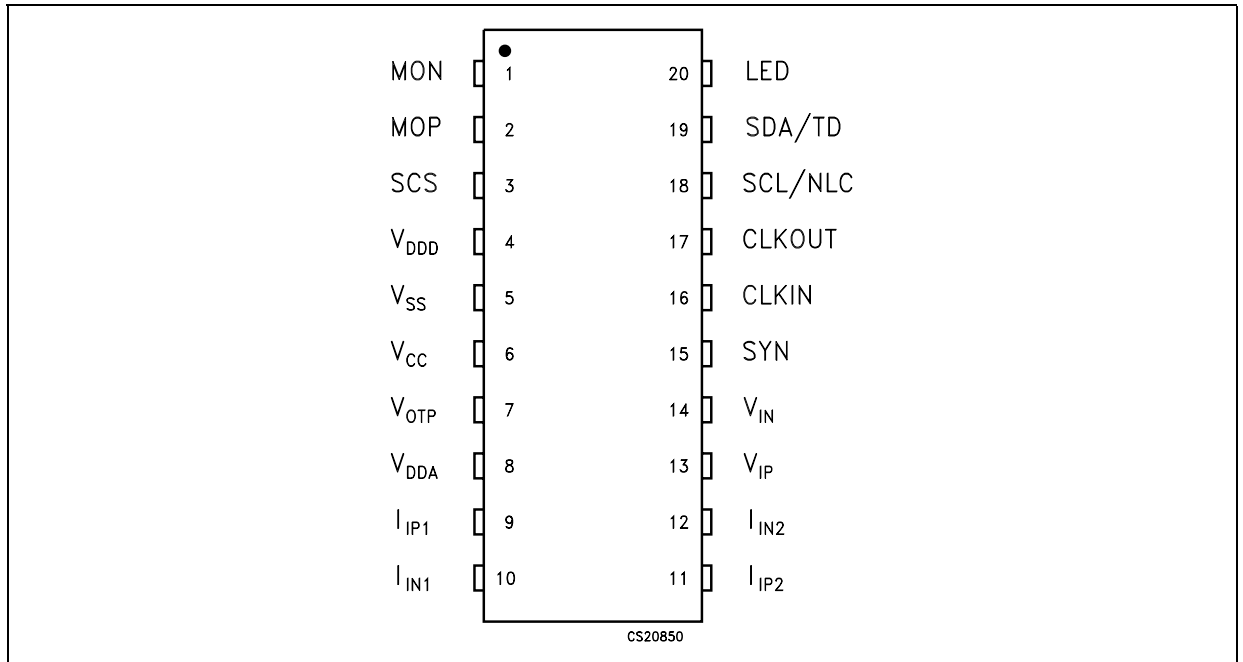 MON 1 20 LED
MOP 2 19 SDA/TD
SCS 3 18 SCL/NLC
VDDD 4 17 CLKOUT
VSS 5 16 CLKIN
VCC 6 15 SYN
VOTP 7 14 VIN
VDDA 8 13 VIP
IIP1 9 12 IIN2
IIN1 10 11 IIP2
CS20850